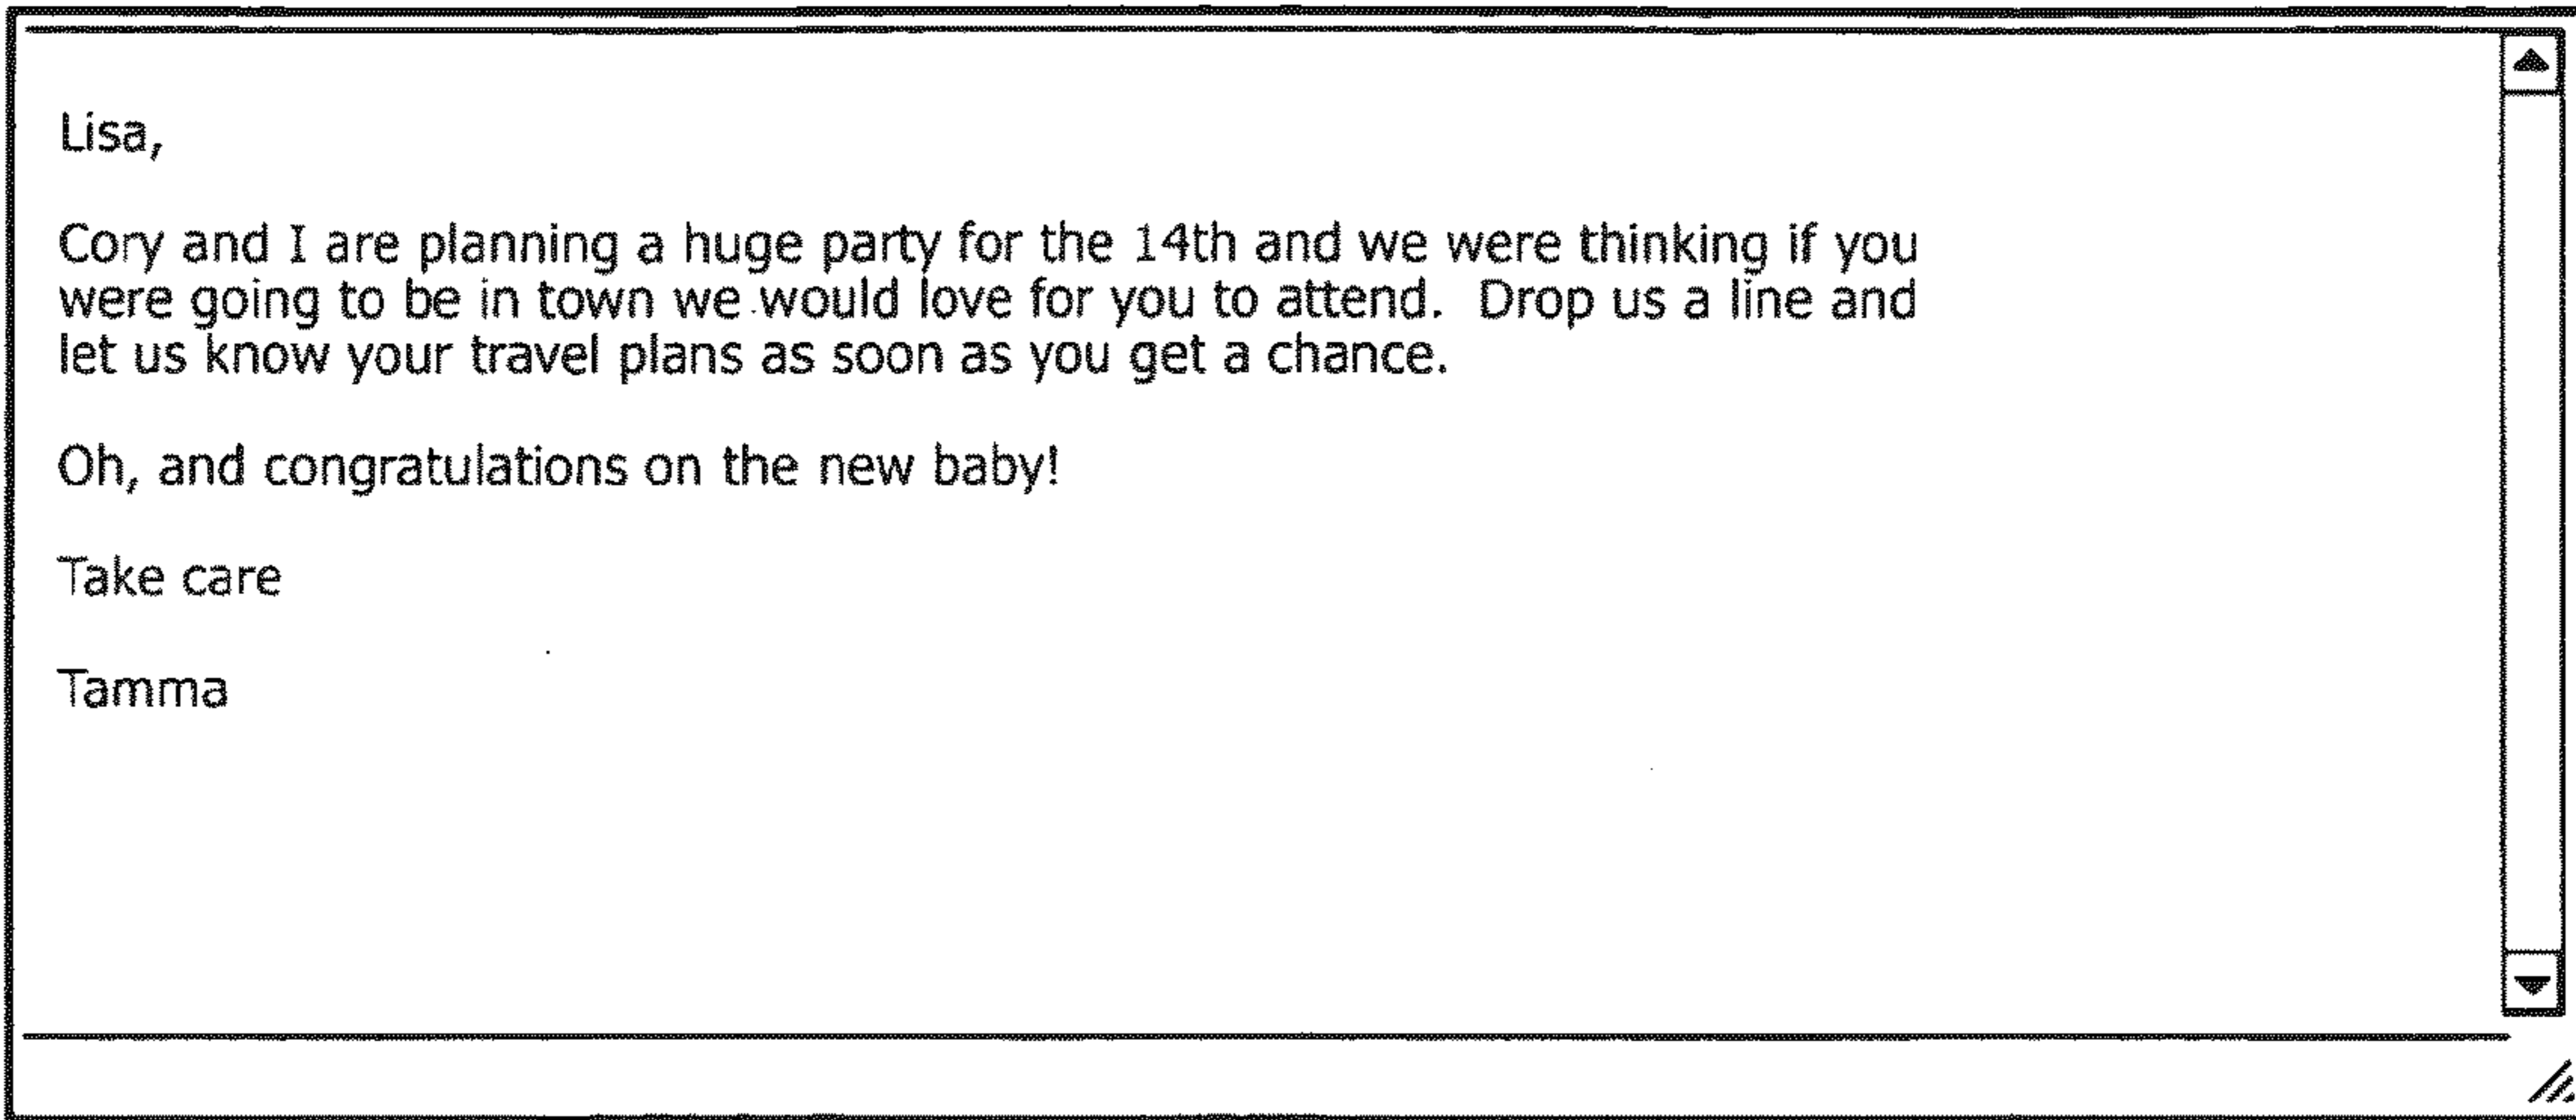 Lisa,
Cory and I are planning a huge party for the 14th and we were thinking if you
were going to be in town we would love for you to attend.  Drop us a line and
let us know your travel plans as soon as you get a chance.
Oh, and congratulations on the new baby!
Take care
Tamma